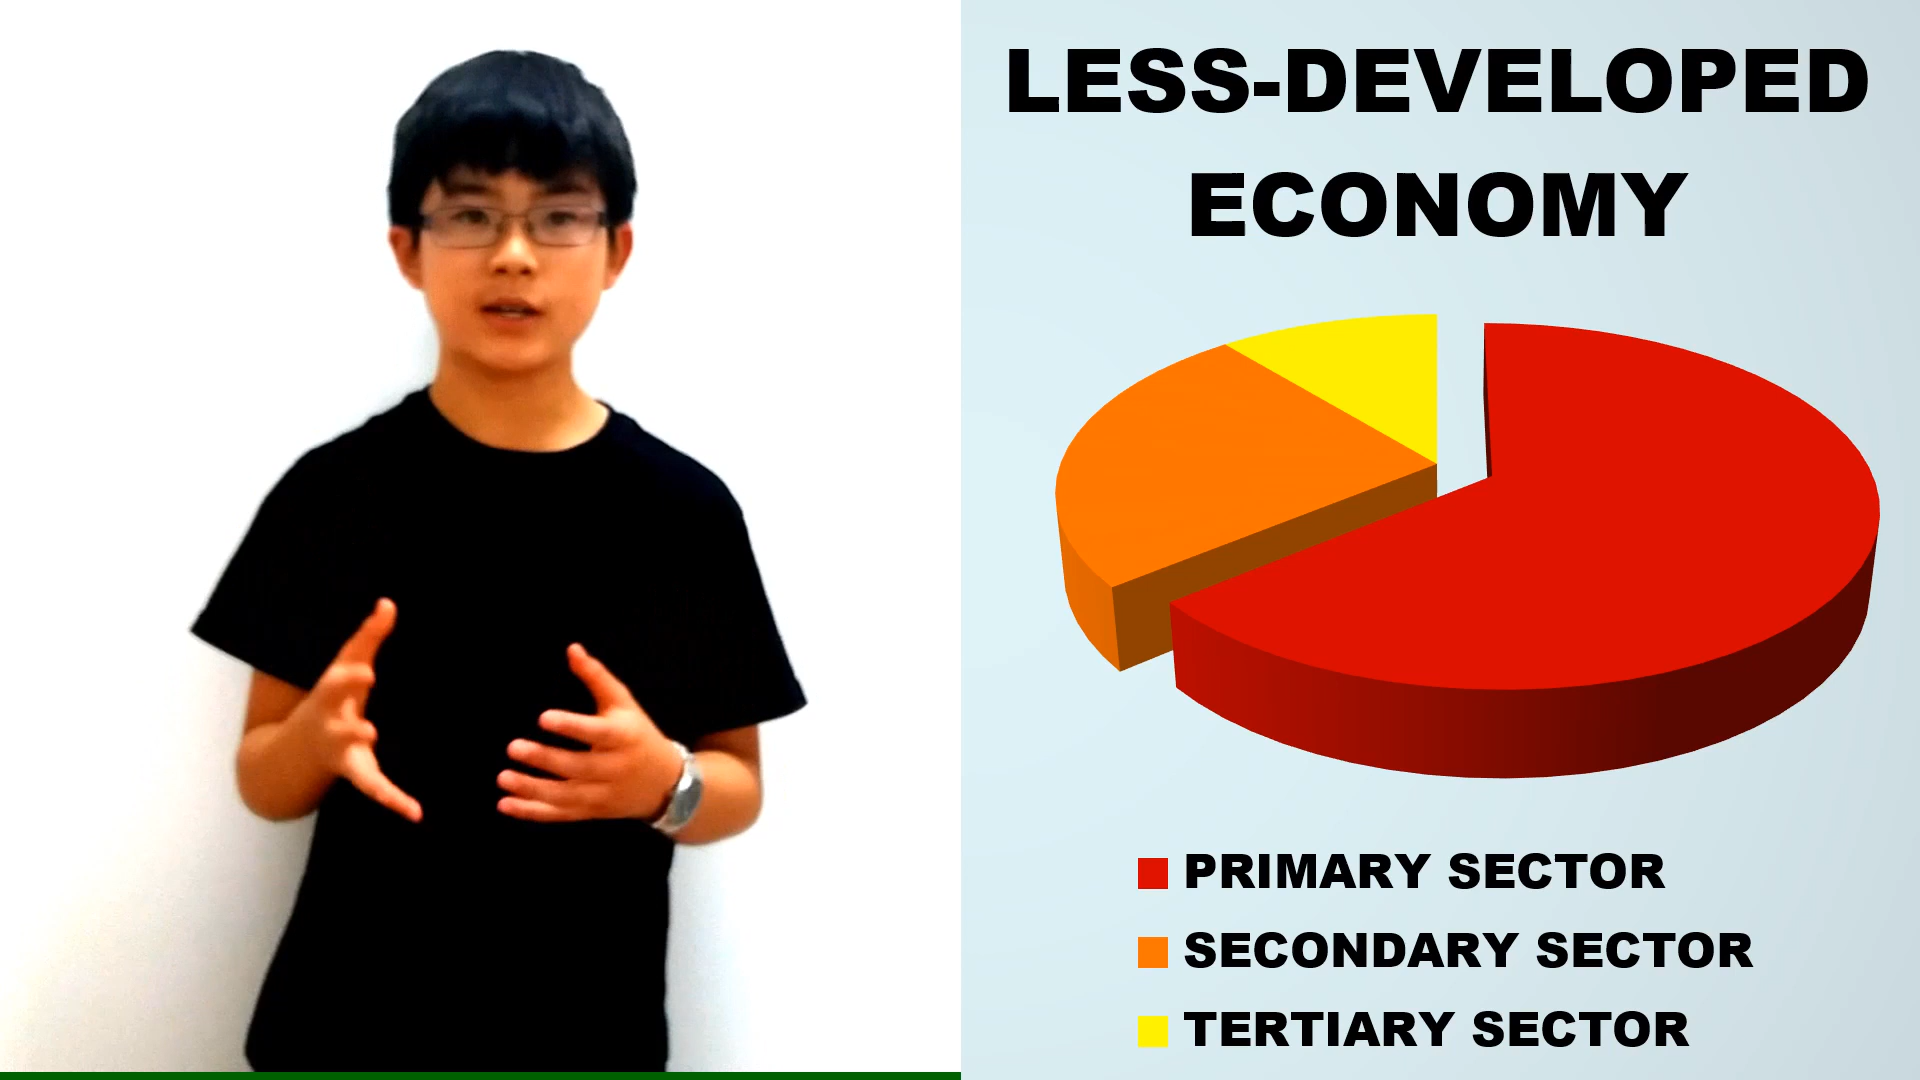 LESS-DEVELOPED
ECONOMY
PRIMARY SECTOR
SECONDARY SECTOR
TERTIARY SECTOR